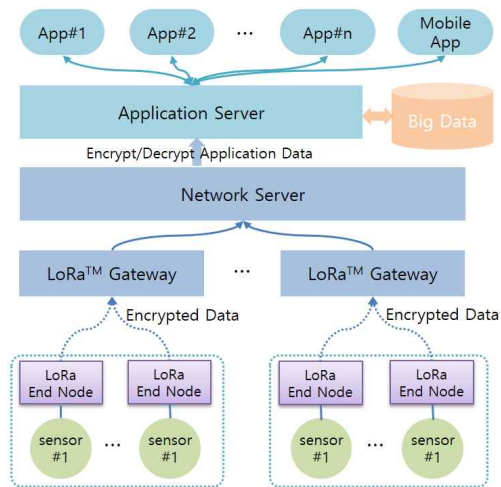 App#1
App#2
...
App#n
Mobile
App
Application Server
Big Data
Encrypt/Decrypt Application Data
Network Server
LoRa™ Gateway
...
LoRa™ Gateway
Encrypted Data
Encrypted Data
LoRa
End Node
LoRa
End Node
LoRa
End Node
LoRa
End Node
sensor
#1
...
sensor
#1
sensor
#1
...
sensor
#1